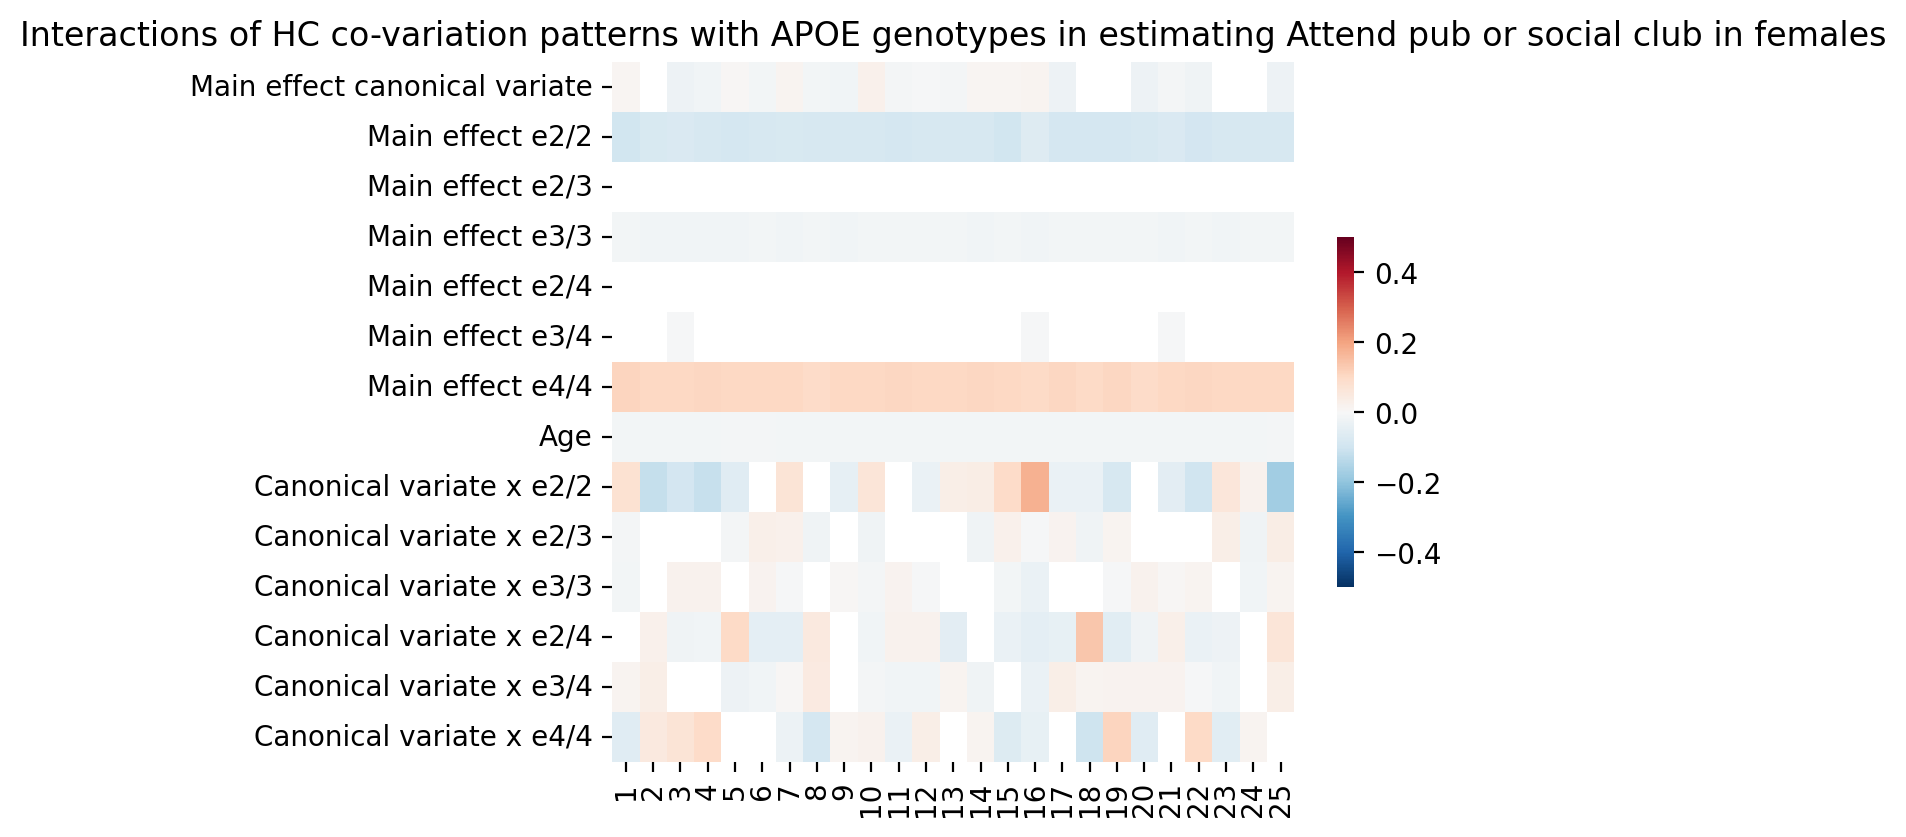 Interactions of HC co-variation patterns with APOE genotypes in estimating Attend pub or social club in females
Main effect canonical variate
Main effect e2/2
Main effect e2/3
Main effect e3/3
Main effect e2/4
Main effect e3/4
Main effect e4/4
Age
Canonical variate x e2/2
Canonical variate x e2/3
Canonical variate x e3/3
Canonical variate x e2/4
Canonical variate x e3/4
Canonical variate x e4/4
1 2 3 4 5 6 7 8 9 10 11 12 13 14 15 16 17 18 19 20 21 22 23 24 25
0.4
0.2
0.0
−0.2
−0.4